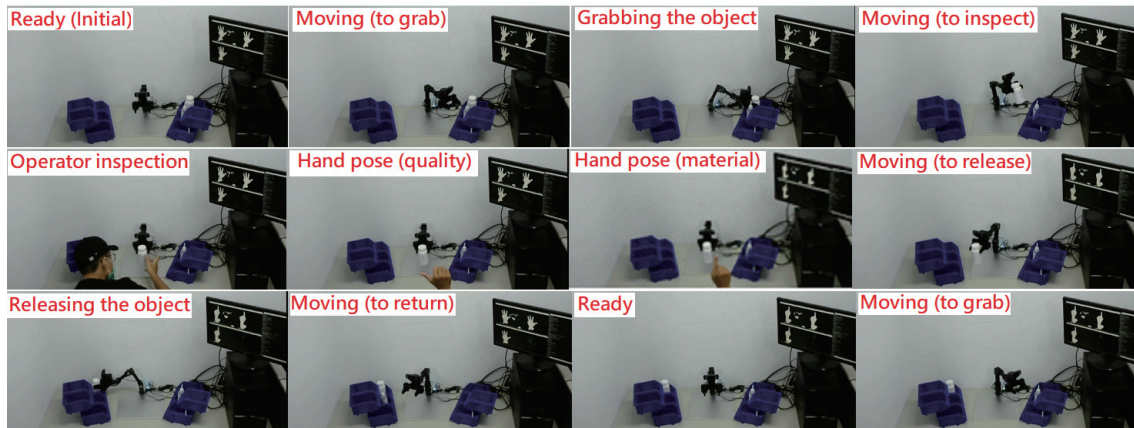 Ready (Initial)
Moving (to grab)
Grabbing the object
Moving (to inspect)
Operator inspection
Hand pose (quality)
Hand pose (material)
Moving (to release)
Releasing the object
Moving (to return)
Ready
Moving (to grab)